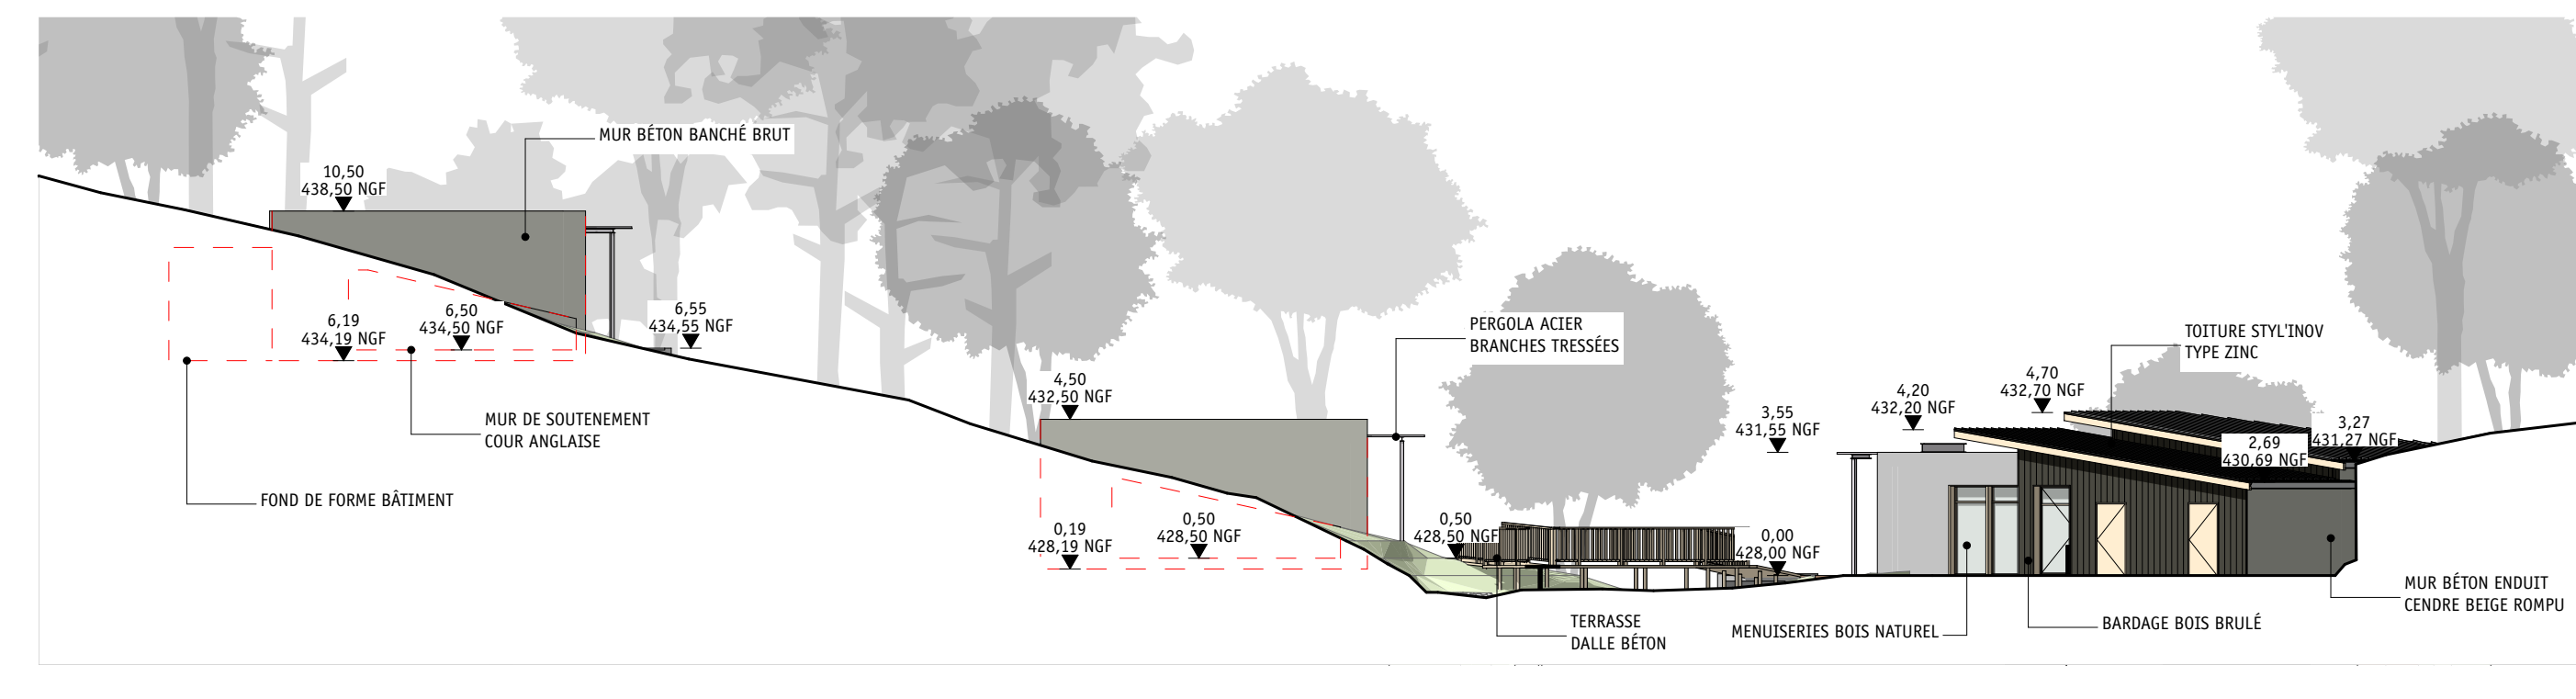 MUR BÉTON BANCHÉ BRUT
10,50
438,50 NGF
6,19
434,19 NGF
6,50
434,50 NGF
6,55
434,55 NGF
MUR DE SOUTENEMENT
COUR ANGLAISE
FOND DE FORME BÂTIMENT
4,50
432,50 NGF
0,19
428,19 NGF
0,50
428,50 NGF
PERGOLA ACIER
BRANCHES TRESSÉES
0,50
428,50 NGF
TERRASSE
DALLE BÉTON
3,55
431,55 NGF
0,00
428,00 NGF
4,20
432,20 NGF
4,70
432,70 NGF
TOITURE STYL'INOV
TYPE ZINC
2,69
430,69 NGF
3,27
431,27 NGF
MENUISERIES BOIS NATUREL
BARDAGE BOIS BRULÉ
MUR BÉTON ENDUIT
CENDRE BEIGE ROMPU